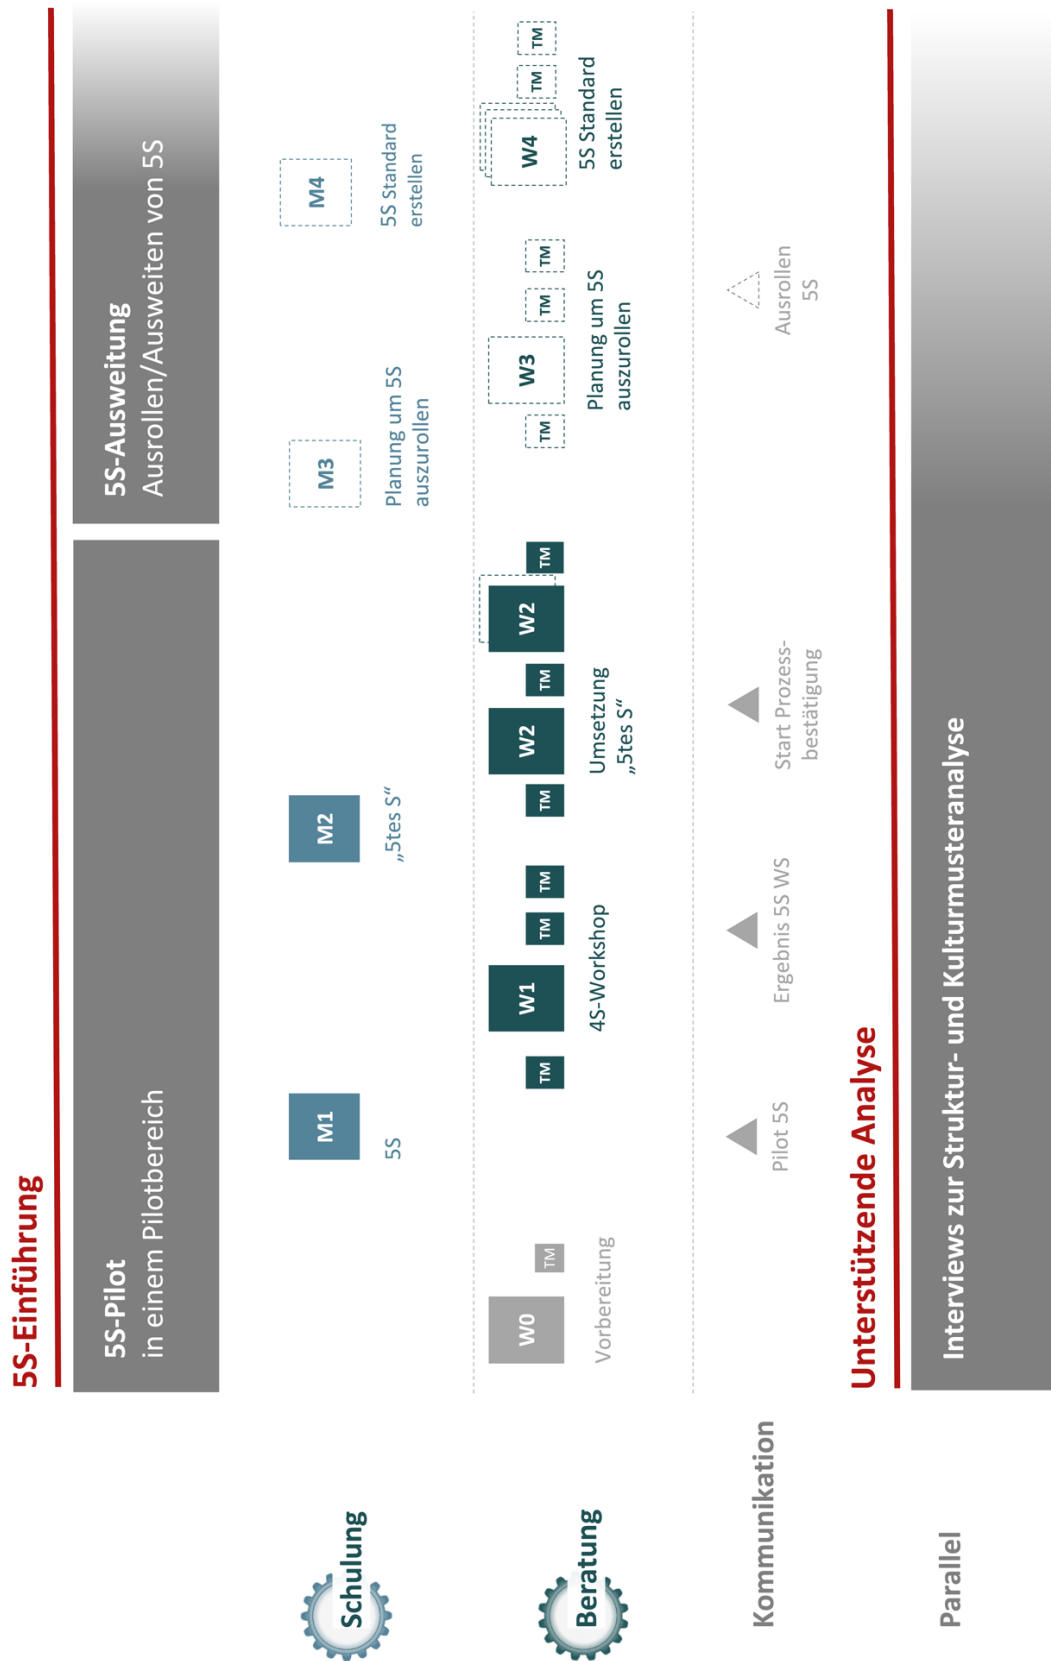 5S-Einführung
5S-Pilot
in einem Pilotbereich
5S-Ausweitung
Ausrollen/Ausweiten von 5S
Schulung
M1
5S
M2
„5tes S“
M3
Planung um 5S
auszurollen
M4
5S Standard
erstellen
Beratung
W0
TM
Vorbereitung
TM
W1
TM
TM
4S-Workshop
TM
W2
TM
W2
TM
Umsetzung
„5tes S“
TM
W3
TM
TM
Planung um 5S
auszurollen
W4
TM
TM
5S Standard
erstellen
Kommunikation
Pilot 5S
Ergebnis 5S WS
Start Prozess-
bestätigung
Ausrollen
5S
Unterstützende Analyse
Parallel
Interviews zur Struktur- und Kulturmusteranalyse